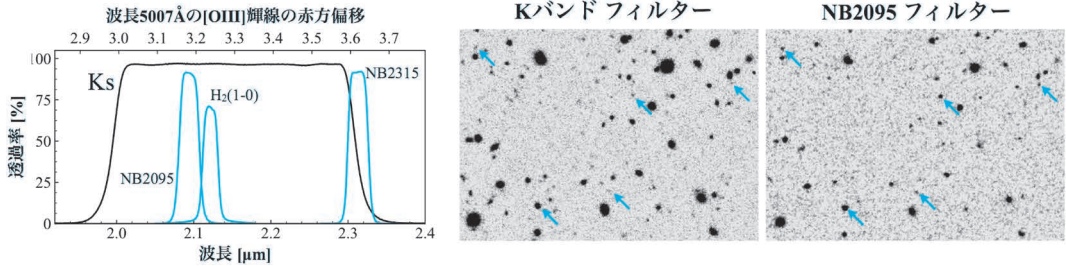 波長5007Åの[OIII]輝線の赤方偏移
2.9 3.0 3.1 3.2 3.3 3.4 3.5 3.6 3.7
透過率 [%]
100
75
50
25
0
Ks
NB2095
H₂(1-0)
NB2315
2.0 2.1 2.2 2.3 2.4
波長 [μm]
Kバンド フィルター
NB2095 フィルター